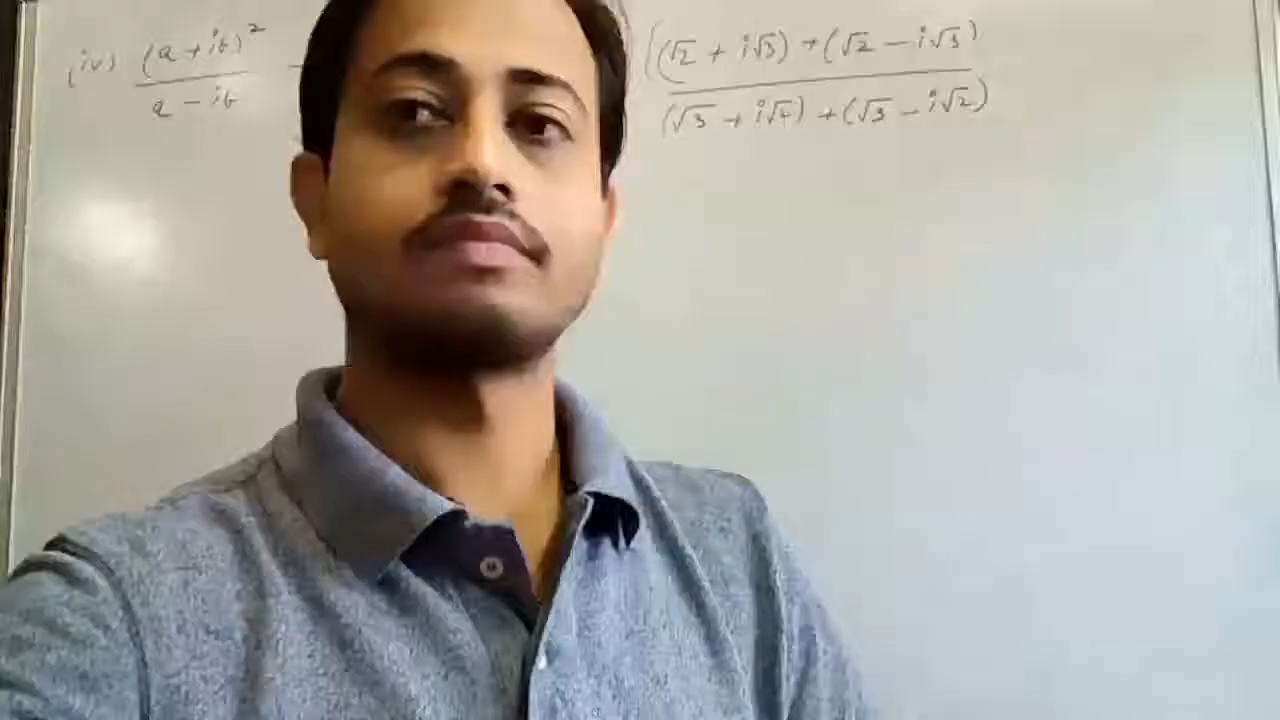 (iv) (a + ib)² / (a - ib) -
((√2 + i√3) + (√2 - i√3)) / ((√3 + i√2) + (√3 - i√2))